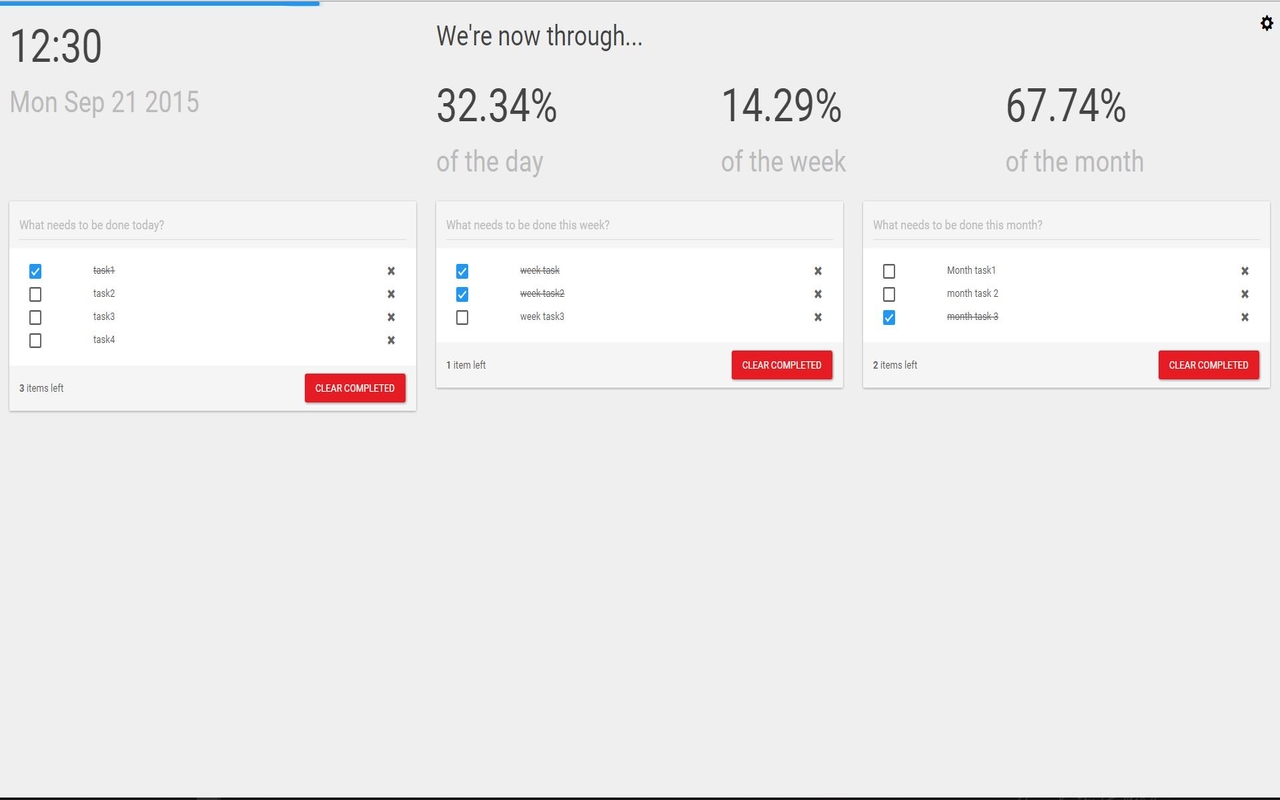 12:30
Mon Sep 21 2015
We're now through...
32.34%
of the day
14.29%
of the week
67.74%
of the month
What needs to be done today?
task1
task2
task3
task4
3 items left
CLEAR COMPLETED
What needs to be done this week?
week task
week task2
week task3
1 item left
CLEAR COMPLETED
What needs to be done this month?
Month task1
month task 2
month task 3
2 items left
CLEAR COMPLETED